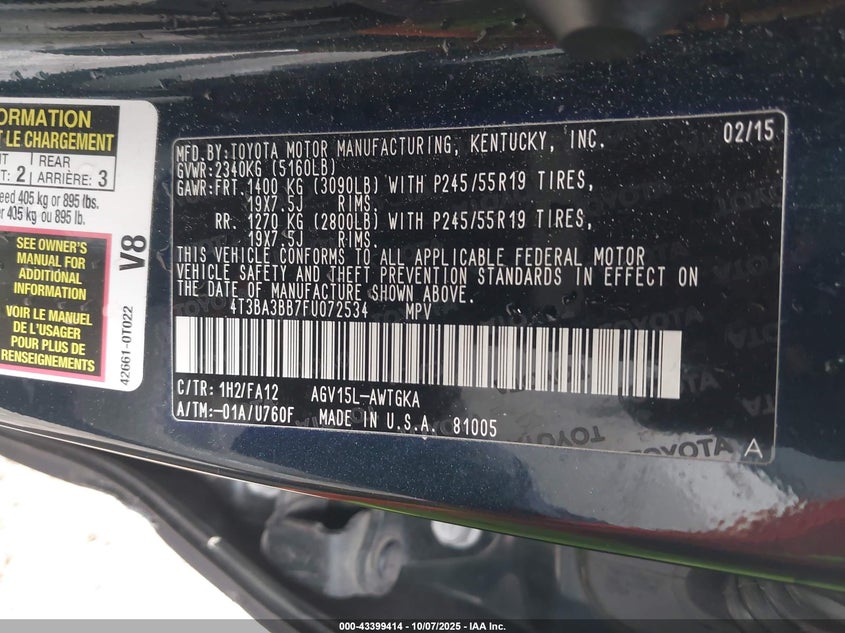 ORMATION
T LE CHARGEMENT
NT REAR
T: 2 ARRIÈRE: 3
eed 405 kg or 895 lbs.
er 405 kg ou 895 lb.
SEE OWNER'S
MANUAL FOR
ADDITIONAL
INFORMATION
VOIR LE MANUEL
DE L'USAGER
POUR PLUS DE
RENSEIGNEMENTS
V8
42661-0T022
MFD.BY:TOYOTA MOTOR MANUFACTURING, KENTUCKY, INC. 02/15
GVWR:2340KG (5160LB)
GAWR:FRT.1400 KG (3090LB) WITH P245/55R19 TIRES,
19X7.5J RIMS.
RR. 1270 KG (2800LB) WITH P245/55R19 TIRES,
19X7.5J RIMS.
THIS VEHICLE CONFORMS TO ALL APPLICABLE FEDERAL MOTOR
VEHICLE SAFETY AND THEFT PREVENTION STANDARDS IN EFFECT ON
THE DATE OF MANUFACTURE SHOWN ABOVE.
4T3BA3BB7FU072534 MPV
C/TR: 1H2/FA12 AGV15L-AWTGKA
A/TM:-01A/U760F MADE IN U.S.A. 81005
A
000-43399414 - 10/07/2025 - IAA Inc.